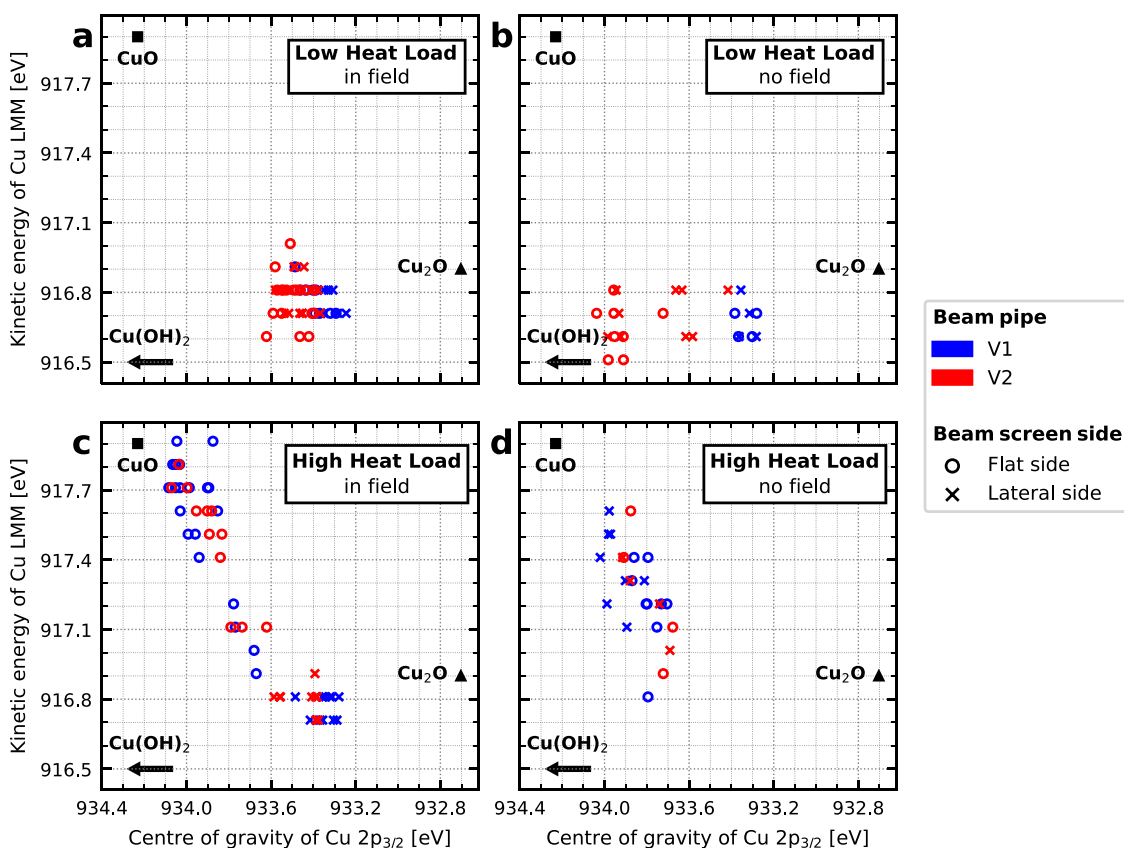 a
CuO
Low Heat Load
in field
Cu₂O
Cu(OH)₂
Kinetic energy of Cu LMM [eV]
917.7
917.4
917.1
916.8
916.5
b
CuO
Low Heat Load
no field
Cu₂O
Cu(OH)₂
c
CuO
High Heat Load
in field
Cu₂O
Cu(OH)₂
Kinetic energy of Cu LMM [eV]
917.7
917.4
917.1
916.8
916.5
934.4 934.0 933.6 933.2 932.8
Centre of gravity of Cu 2p₃/₂ [eV]
d
CuO
High Heat Load
no field
Cu₂O
Cu(OH)₂
934.4 934.0 933.6 933.2 932.8
Centre of gravity of Cu 2p₃/₂ [eV]
Beam pipe
V1
V2
Beam screen side
Flat side
Lateral side